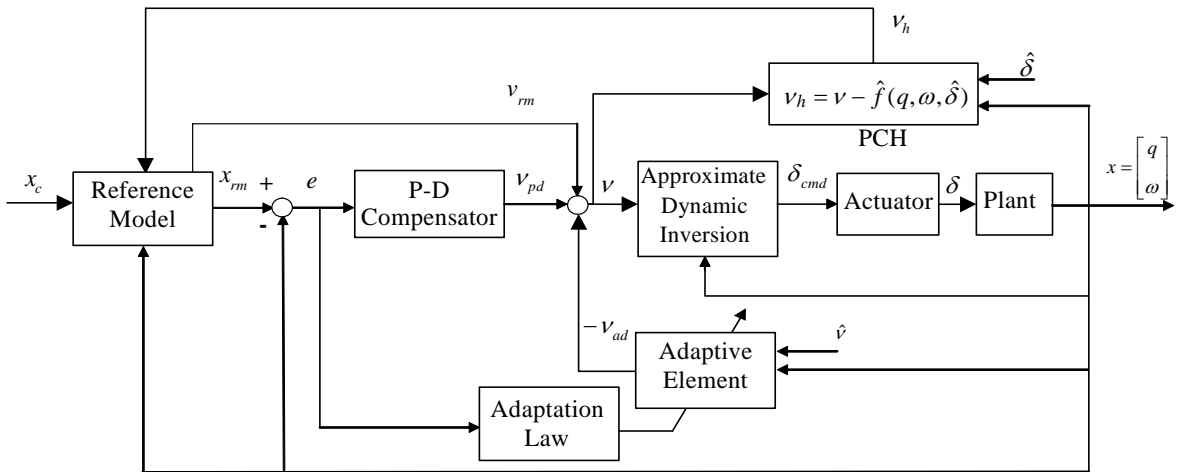 ν_h
ν_h = ν − f̂(q, ω, δ̂)
δ̂
PCH
ν_rm
x = [q ω]
x_c
Reference
Model
x_rm
+
-
e
P-D
Compensator
ν_pd
ν
Approximate
Dynamic
Inversion
δ_cmd
Actuator
δ
Plant
−ν_ad
Adaptive
Element
ν̂
Adaptation
Law